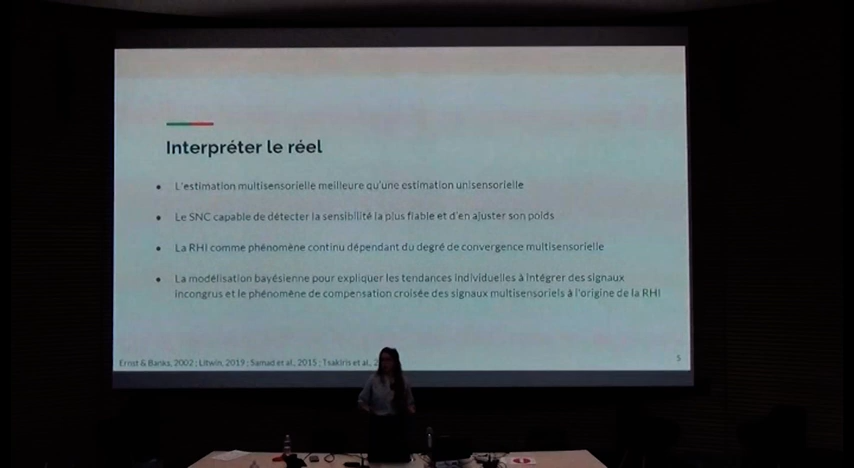 Interpréter le réel
• L'estimation multisensorielle meilleure qu'une estimation unisensorielle
• Le SNC capable de détecter la sensibilité la plus fiable et d'en ajuster son poids
• La RHI comme phénomène continu dépendant du degré de convergence multisensorielle
• La modélisation bayésienne pour expliquer les tendances individuelles à intégrer des signaux
incongrus et le phénomène de compensation croisée des signaux multisensoriels à l'origine de la RHI
Ernst & Banks, 2002 ; Litwin, 2019 ; Samad et al., 2015 ; Tsakiris et al.,
5